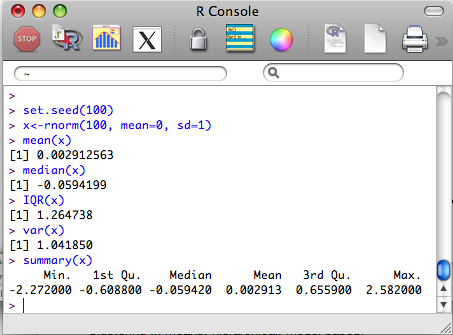 R Console
STOP
R
X
~
>
> set.seed(100)
> x<-rnorm(100, mean=0, sd=1)
> mean(x)
[1] 0.002912563
> median(x)
[1] -0.0594199
> IQR(x)
[1] 1.264738
> var(x)
[1] 1.041850
> summary(x)
Min. 1st Qu. Median Mean 3rd Qu. Max.
-2.272000 -0.608800 -0.059420 0.002913 0.655900 2.582000
>